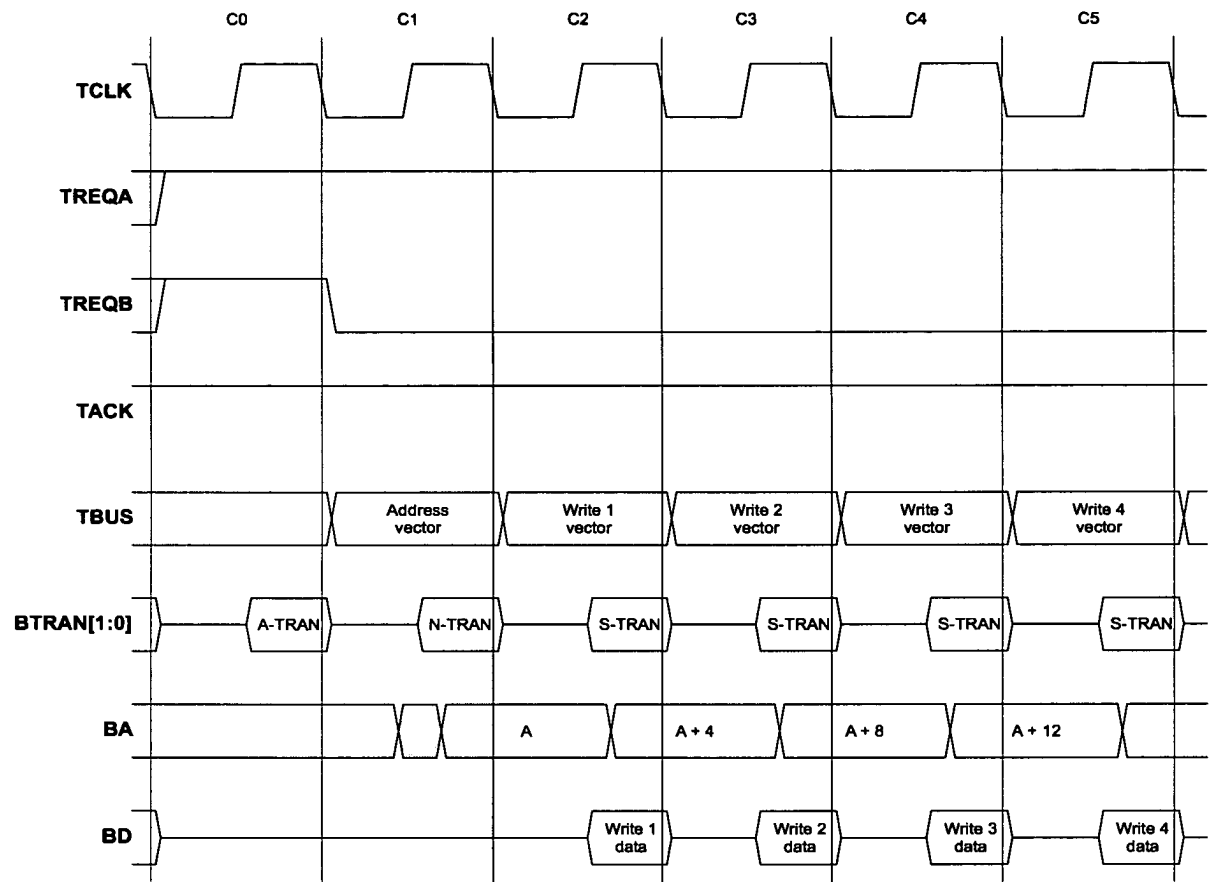 C0 C1 C2 C3 C4 C5
TCLK
TREQA
TREQB
TACK
TBUS
Address vector
Write 1 vector
Write 2 vector
Write 3 vector
Write 4 vector
BTRAN[1:0]
A-TRAN N-TRAN S-TRAN S-TRAN S-TRAN S-TRAN
BA
A A + 4 A + 8 A + 12
BD
Write 1 data
Write 2 data
Write 3 data
Write 4 data